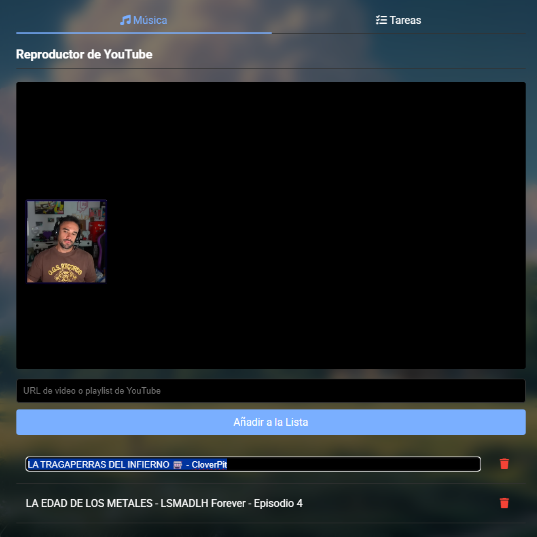 Música
Tareas
Reproductor de YouTube
URL de video o playlist de YouTube
Añadir a la Lista
LA TRAGAPERRAS DEL INFIERNO 🎰 - CloverPit
LA EDAD DE LOS METALES - LSMADLH Forever - Episodio 4